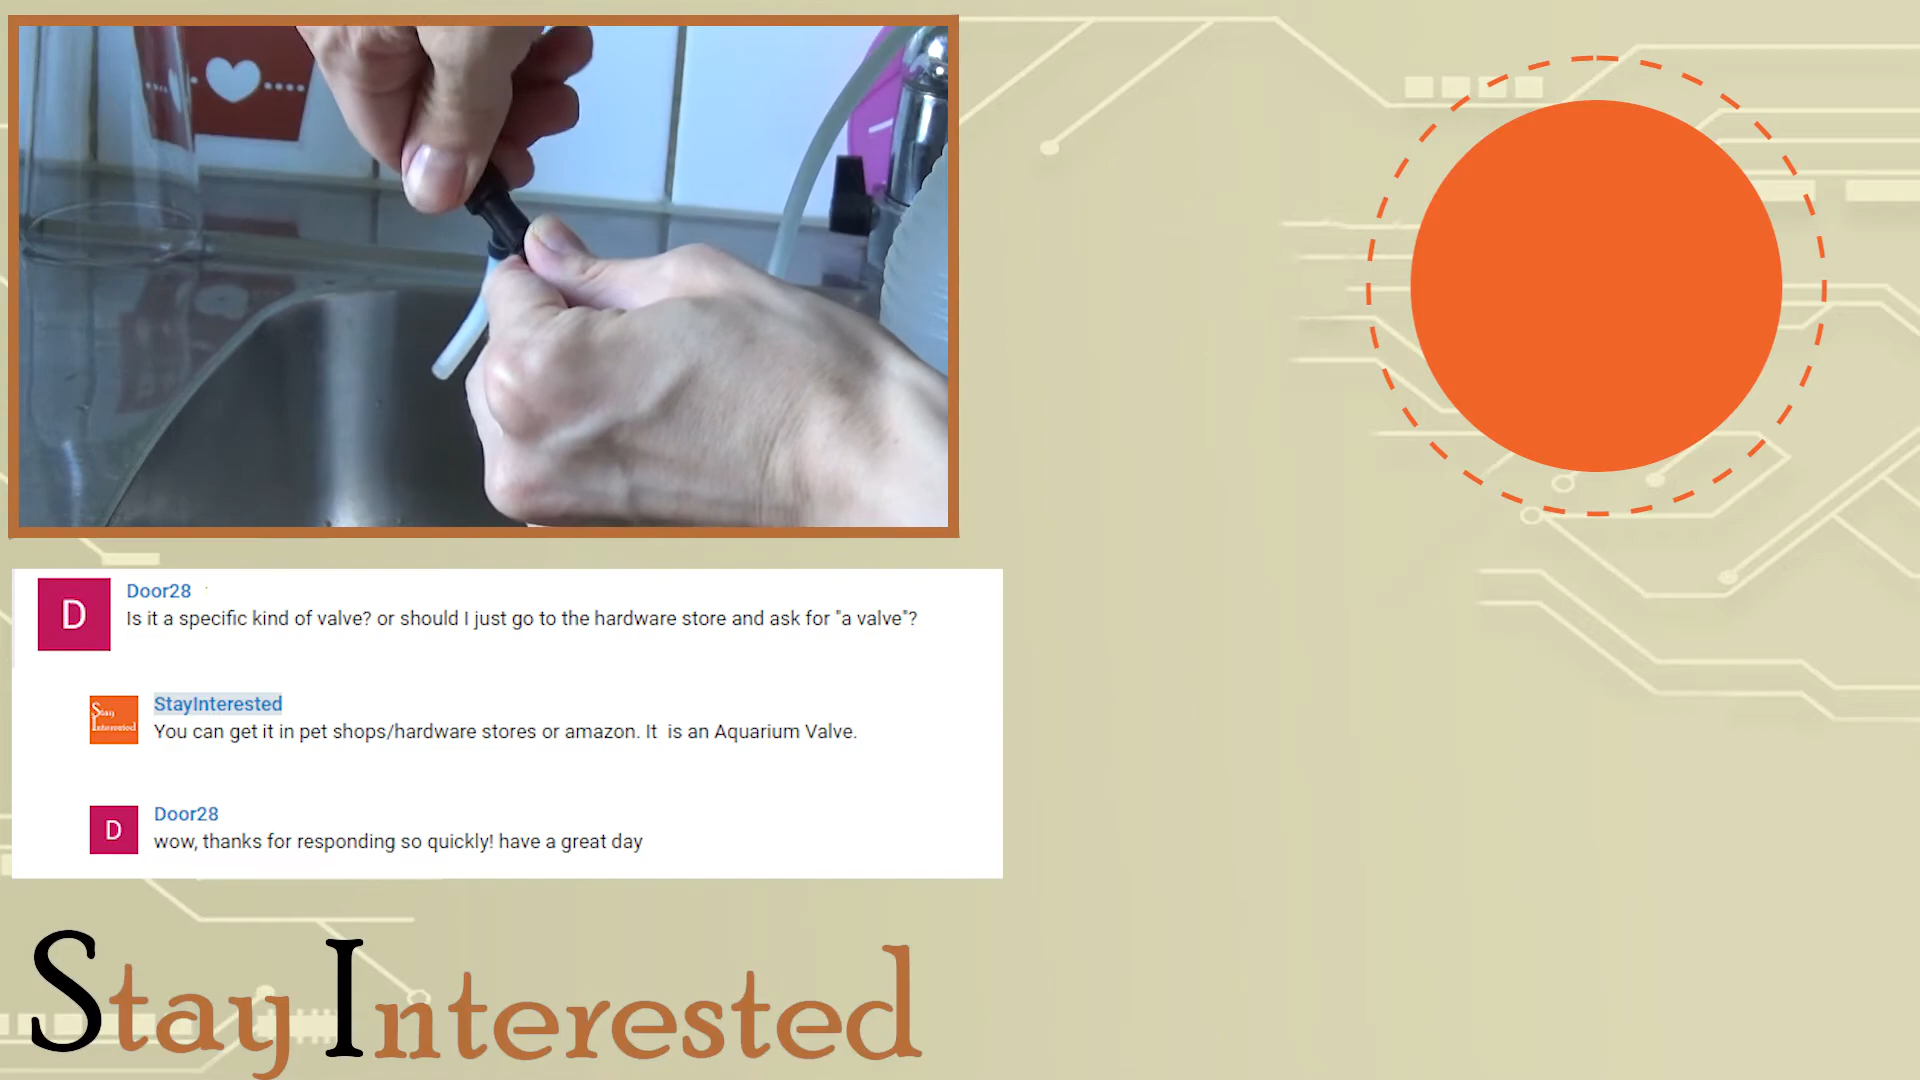 D
Door28
Is it a specific kind of valve? or should I just go to the hardware store and ask for "a valve"?
Stay
Interested
StayInterested
You can get it in pet shops/hardware stores or amazon. It  is an Aquarium Valve.
D
Door28
wow, thanks for responding so quickly! have a great day
Stay Interested